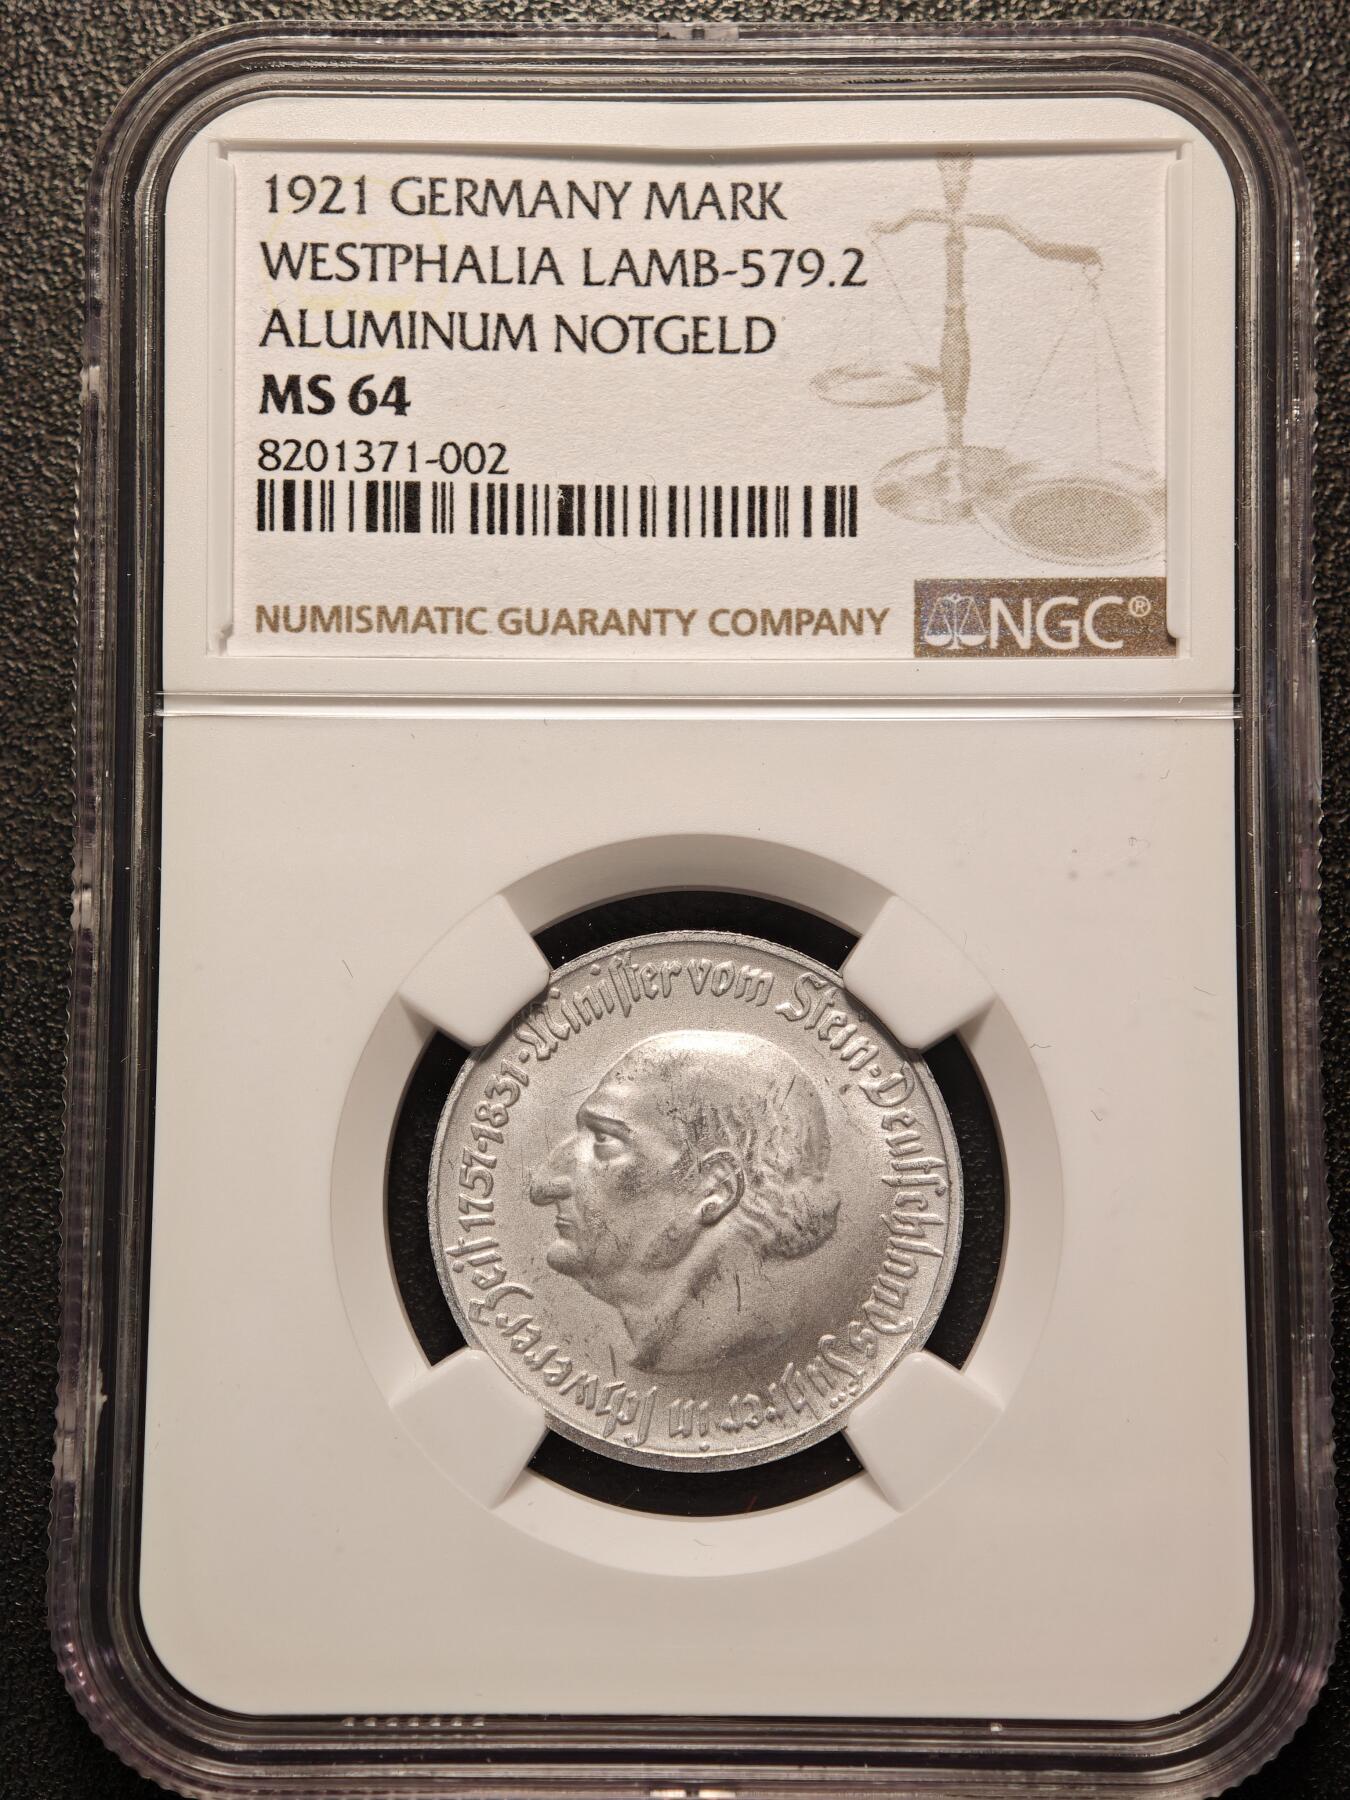 1921 GERMANY MARK
WESTPHALIA LAMB-579.2
ALUMINUM NOTGELD
MS 64
8201371-002
NUMISMATIC GUARANTY COMPANY
NGC®
Minister vom Stein · Deutschlands Führer in schwerer Zeit 1757-1831 ·